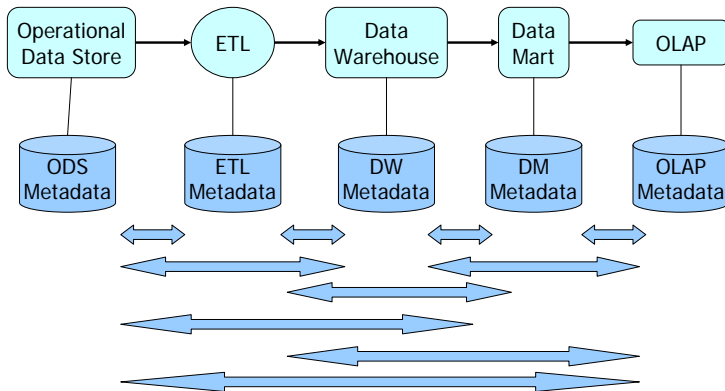 Operational
Data Store
ETL
Data
Warehouse
Data
Mart
OLAP
ODS
Metadata
ETL
Metadata
DW
Metadata
DM
Metadata
OLAP
Metadata